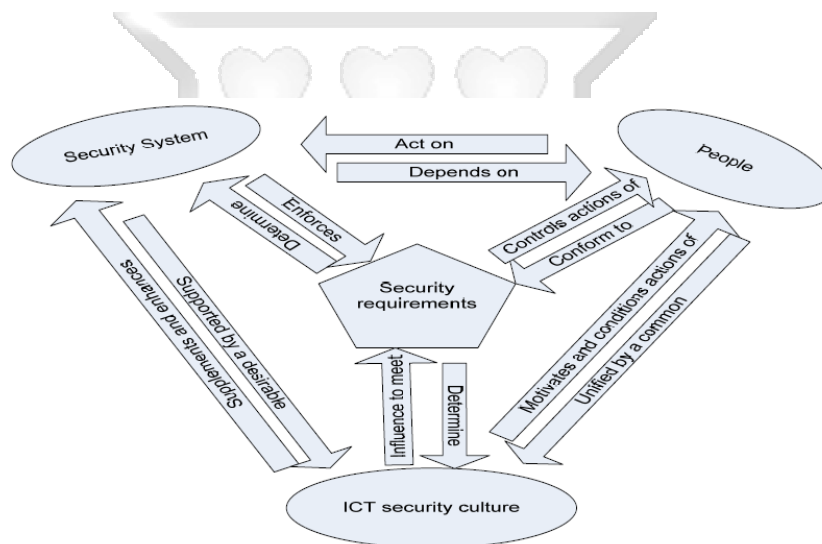 Security System
People
Act on
Depends on
Enforces
Determine
Controls actions of
Conform to
Security
requirements
Supported by a desirable
Supplements and enhances
Motivates and conditions actions of
Unified by a common
Influence to meet
Determine
ICT security culture